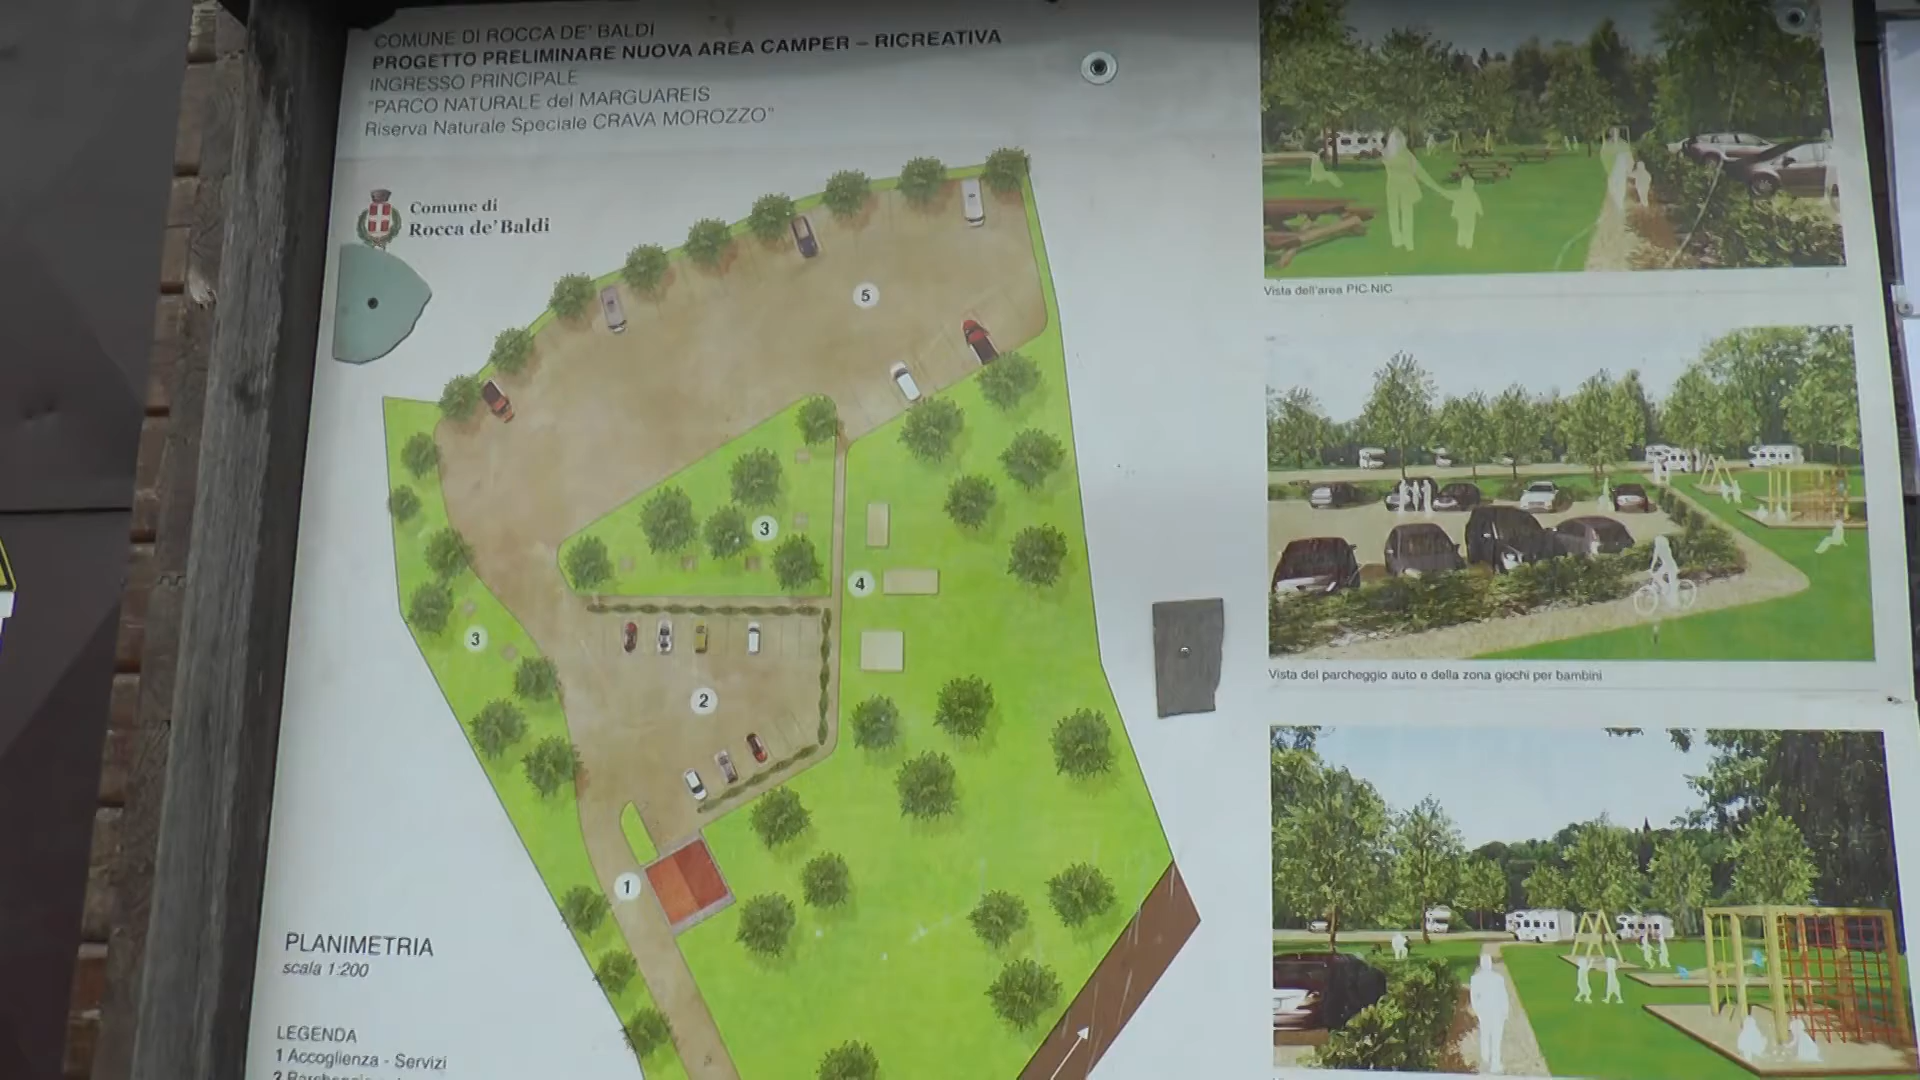 COMUNE DI ROCCA DE' BALDI
PROGETTO PRELIMINARE NUOVA AREA CAMPER – RICREATIVA
INGRESSO PRINCIPALE
"PARCO NATURALE del MARGUAREIS
Riserva Naturale Speciale CRAVA MOROZZO"
Comune di
Rocca de' Baldi
5
3
4
3
2
1
PLANIMETRIA
scala 1:200
LEGENDA
1 Accoglienza - Servizi
2
Vista dell'area PIC NIC
Vista del parcheggio auto e della zona giochi per bambini